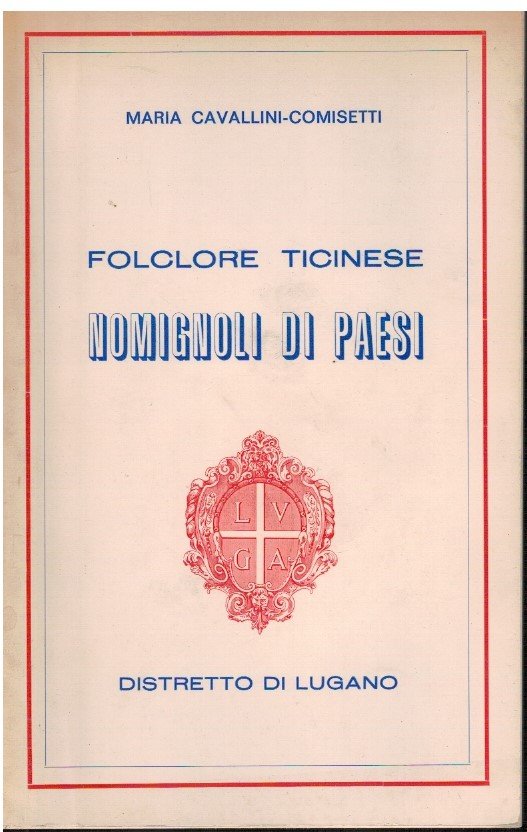 MARIA CAVALLINI-COMISETTI
FOLCLORE TICINESE
NOMIGNOLI DI PAESI
LV
GA
DISTRETTO DI LUGANO